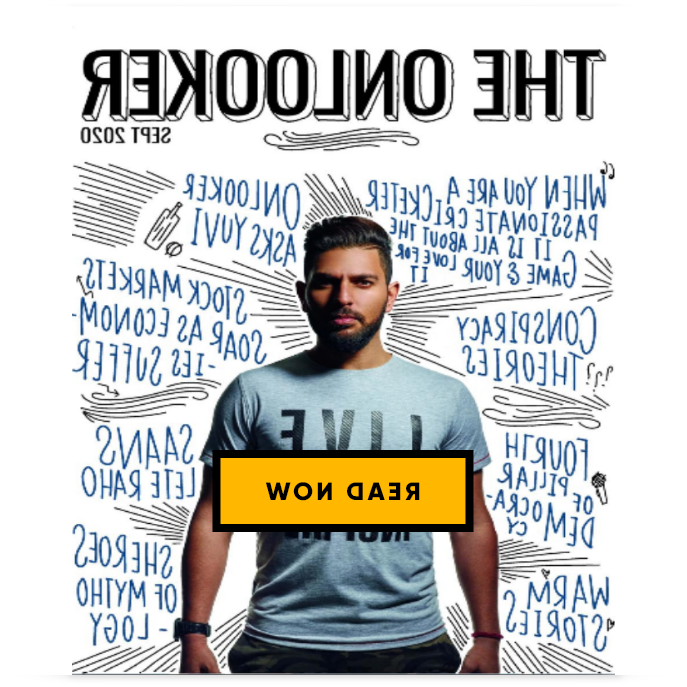 THE ONLOOKER
SEPT 2020
“WHEN YOU ARE A
PASSIONATE CRICKETER
IT IS ALL ABOUT THE
GAME & YOUR LOVE FOR
IT
ONLOOKER
ASKS YUVI
CONSPIRACY
THEORIES???
STOCK MARKETS
SOAR AS ECONOM-
-IES SUFFER
LIVE
FOURTH
PILLAR
OF
DEMOCRA-
CY
SAANS
LETE RAHO
READ NOW
WARM
STORIES
SHEROES
OF MYTHO
- LOGY